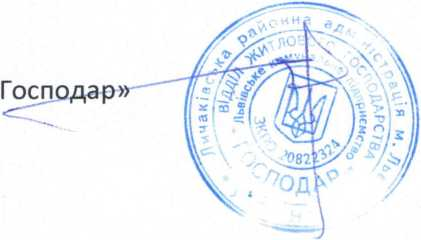 Господар»
Личаківська районна адміністрація м. Льв
ВІДДІЛ ЖИТЛОВОГО ГОСПОДАРСТВА
Львівське комунальне підприємство
"ГОСПОДАР"
20822324